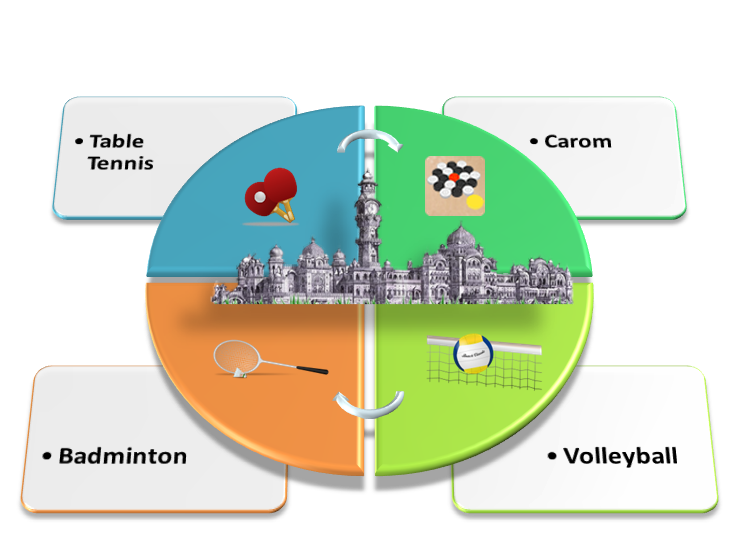 • Table
Tennis
• Carom
• Badminton
• Volleyball